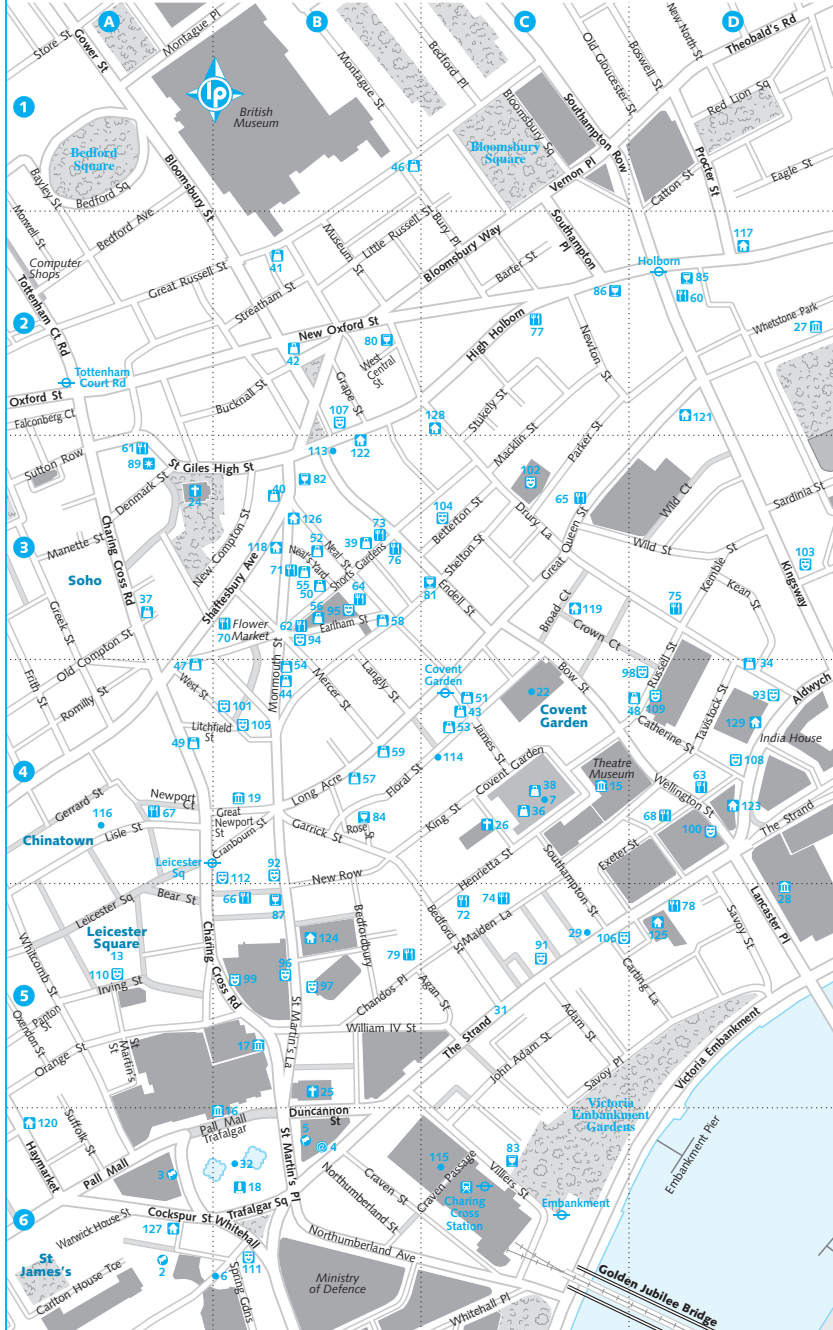 A
B
C
D
Store St
Gower St
Montague Pl
Montague St
Bedford Pl
Old Gloucester St
Boswell St
New North St
Theobald's Rd
1
lp
British
Museum
Bedford
Square
Bloomsbury
Square
Bloomsbury Sq
Southampton Row
Red Lion Sq
Procter St
Eagle St
Catton St
Vernon Pl
46
Bayley St
Bedford Sq
Bloomsbury St
Morwell St
Bedford Ave
Computer
Shops
Great Russell St
41
Museum St
Little Russell St
Bury Pl
Bloomsbury Way
Southampton
Pl
Barter St
Holborn
117
85
60
86
2
Tottenham Ct Rd
Streatham St
New Oxford St
80
West
Central
St
High Holborn
77
Newton St
Whetstone Park
27
42
Tottenham
Court Rd
Oxford St
Falconberg Ct
Bucknall St
Grape St
107
128
Stukely St
121
Sutton Row
61
89
St Giles High St
113
122
Macklin St
Parker St
Denmark St
24
40
82
102
65
Wild Ct
Sardinia St
126
104
Betterton St
Drury La
Great Queen St
Wild St
3
Manette St
Soho
Charing Cross Rd
New Compton St
118
52
39
73
76
Neal St
Neal's Yard
Shorts Gardens
71
55
50
64
56
95
Shelton St
81
Endell St
Kemble St
Kean St
Kingsway
103
37
Greek St
Shaftesbury Ave
Flower
Market
70
62
94
Earlham St
58
Broad Ct
119
75
Crown Ct
Old Compton St
Frith St
Romilly St
47
West St
Monmouth St
54
44
Mercer St
Langly St
Covent
Garden
51
43
53
22
Bow St
Covent
Garden
98
Russell St
109
48
Catherine St
Tavistock St
34
93
129
Aldwych
India House
101
105
Litchfield
St
49
4
59
57
114
James St
Floral St
Long Acre
Covent Garden
Theatre
Museum
15
38
7
36
108
63
Wellington St
68
123
Gerrard St
Newport
Ct
116
67
19
Great
Newport St
Lisle St
Chinatown
Cranbourn St
Garrick St
Rose St
84
King St
26
100
The Strand
Leicester
Sq
112
92
New Row
Henrietta St
Southampton St
Exeter St
28
Leicester Sq
Bear St
66
87
Bedfordbury
Bedford St
72
74
Maiden La
29
106
78
125
Savoy St
Lancaster Pl
Leicester
Square
13
Whitcomb St
Charing Cross Rd
124
79
91
Carting La
110
Irving St
99
96
97
Chandos Pl
Agan St
31
5
Oxendon St
Panton
St
St
Martin's
St Martin's La
William IV St
The Strand
Adam St
John Adam St
Savoy Pl
Victoria Embankment
Orange St
17
25
Victoria
Embankment
Gardens
120
Suffolk St
16
Pall Mall
Trafalgar
Duncannon
St
5
4
115
83
Haymarket
Pall Mall
32
3
18
St Martin's Pl
Craven St
Northumberland St
Craven Passage
Villiers St
Charing
Cross
Station
Embankment
Embankment Pier
6
Cockspur St
Trafalgar Sq
Warwick House St
127
Whitehall
Northumberland Ave
St
James's
Carlton House Tce
2
6
111
Spring Gdns
Ministry
of Defence
Whitehall Pl
Golden Jubilee Bridge